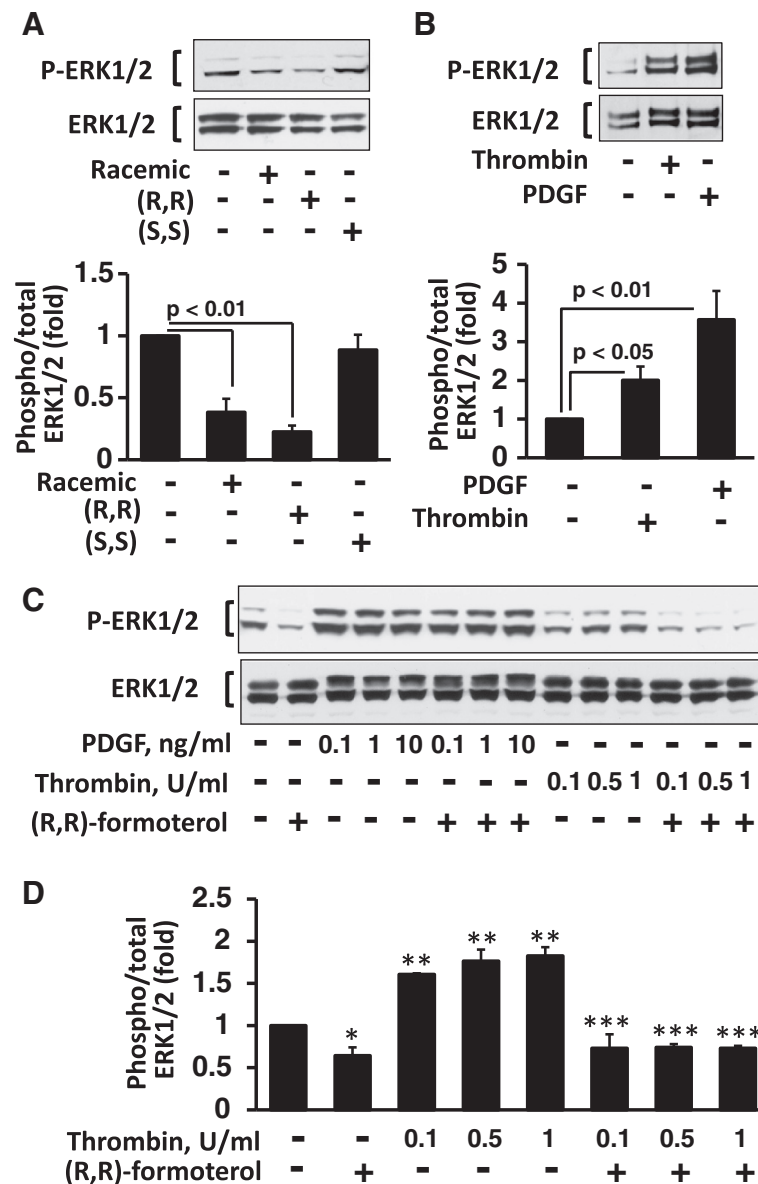 A
P-ERK1/2 [
ERK1/2 [
Racemic - + - -
(R,R) - - + -
(S,S) - - - +
Phospho/total
ERK1/2 (fold)
1.5
1
0.5
0
p < 0.01
Racemic - + - -
(R,R) - - + -
(S,S) - - - +
B
P-ERK1/2 [
ERK1/2 [
Thrombin - + -
PDGF - - +
Phospho/total
ERK1/2 (fold)
5
4
3
2
1
0
p < 0.01
p < 0.05
PDGF - - +
Thrombin - + -
C
P-ERK1/2 [
ERK1/2 [
PDGF, ng/ml - - 0.1 1 10 0.1 1 10 - - - - - -
Thrombin, U/ml - - - - - - - - 0.1 0.5 1 0.1 0.5 1
(R,R)-formoterol - + - - - + + + - - - + + +
D
Phospho/total
ERK1/2 (fold)
2.5
2
1.5
1
0.5
0
* ** ** ** *** *** ***
Thrombin, U/ml - - 0.1 0.5 1 0.1 0.5 1
(R,R)-formoterol - + - - - + + +